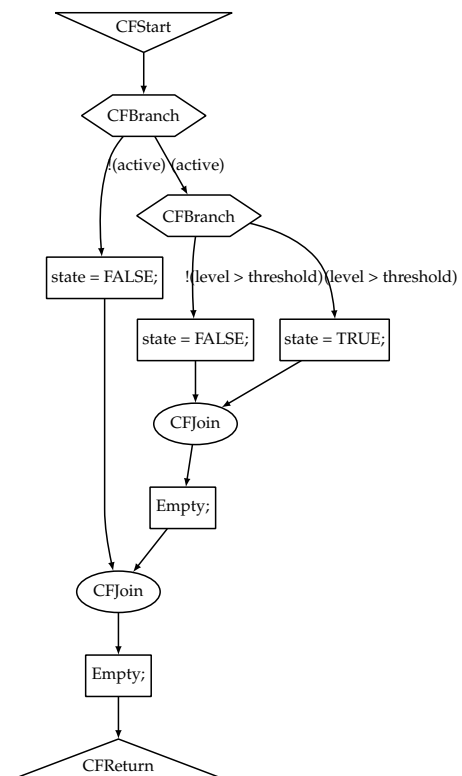 CFStart
CFBranch
!(active) (active)
CFBranch
state = FALSE; !(level > threshold) (level > threshold)
state = FALSE; state = TRUE;
CFJoin
Empty;
CFJoin
Empty;
CFReturn